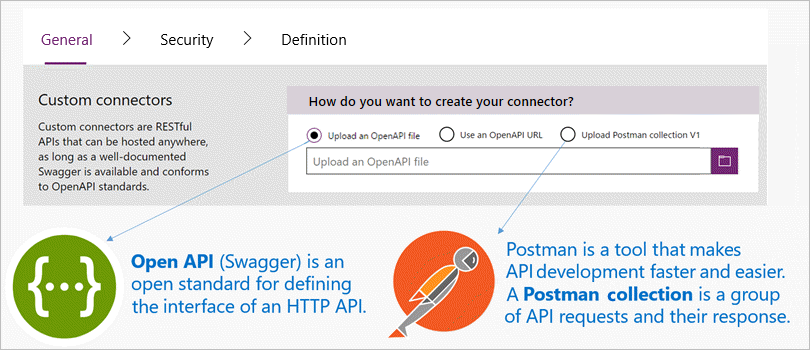 General > Security > Definition
Custom connectors
Custom connectors are RESTful
APIs that can be hosted anywhere,
as long as a well-documented
Swagger is available and conforms
to OpenAPI standards.
How do you want to create your connector?
Upload an OpenAPI file Use an OpenAPI URL Upload Postman collection V1
Upload an OpenAPI file
{···}
Open API (Swagger) is an
open standard for defining
the interface of an HTTP API.
Postman is a tool that makes
API development faster and easier.
A Postman collection is a group
of API requests and their response.